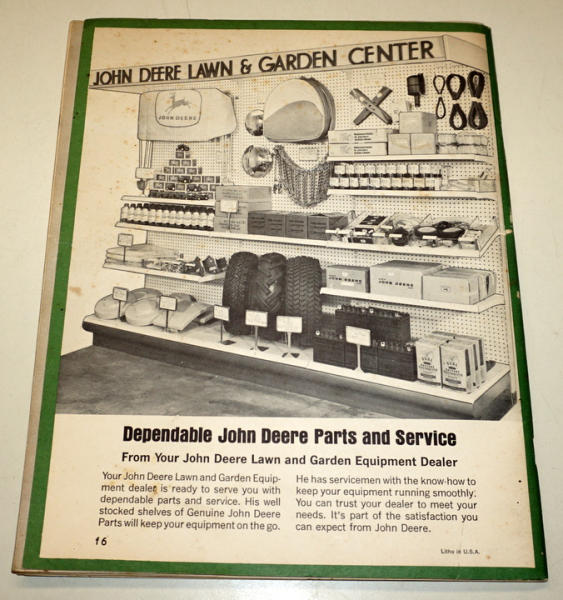 JOHN DEERE LAWN & GARDEN CENTER
JOHN DEERE
JOHN DEERE
Dependable John Deere Parts and Service
From Your John Deere Lawn and Garden Equipment Dealer
Your John Deere Lawn and Garden Equip-
ment dealer is ready to serve you with
dependable parts and service. His well
stocked shelves of Genuine John Deere
Parts will keep your equipment on the go.
He has servicemen with the know-how to
keep your equipment running smoothly.
You can trust your dealer to meet your
needs. It's part of the satisfaction you
can expect from John Deere.
16
Litho in U.S.A.